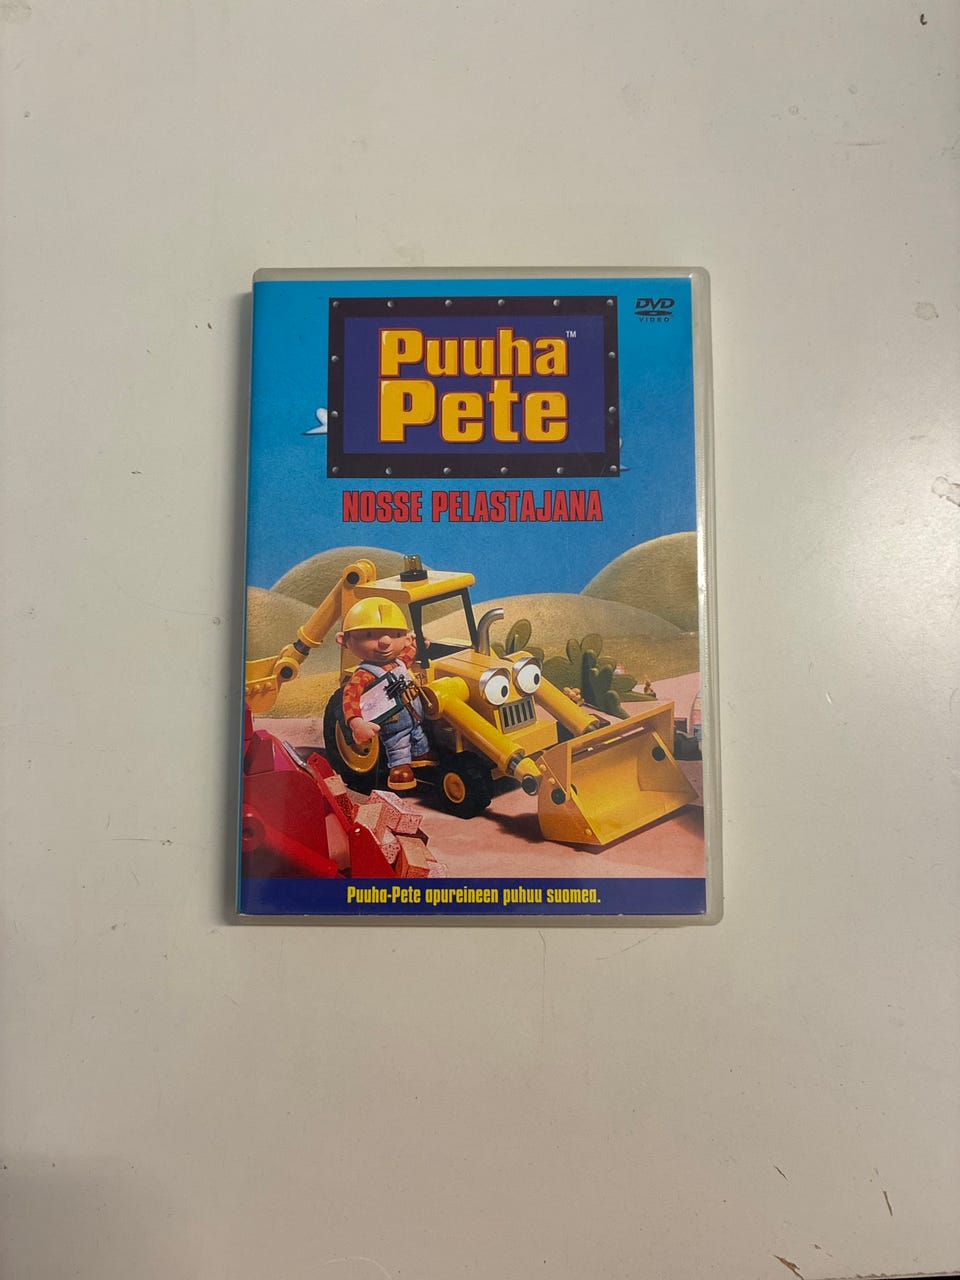 DVD
VIDEO
Puuha™
Pete
NOSSE PELASTAJANA
Puuha-Pete apureineen puhuu suomea.